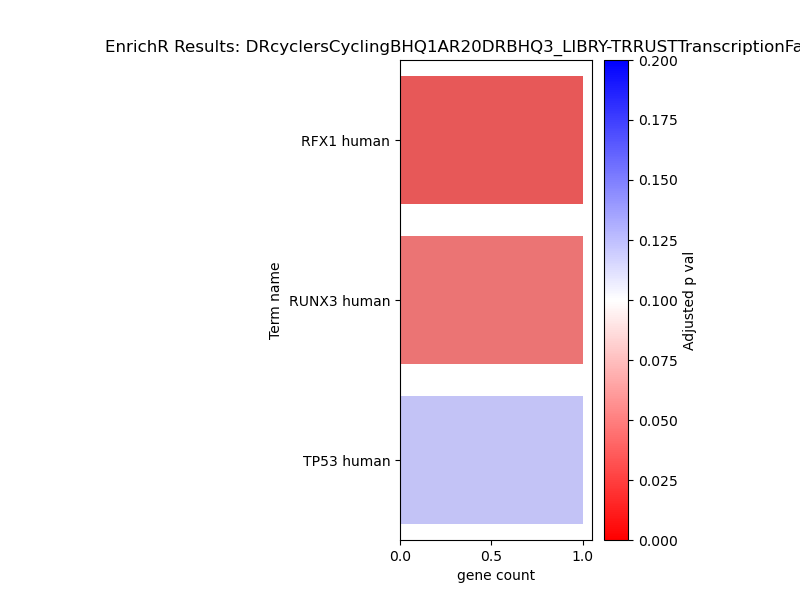 EnrichR Results: DRcyclersCyclingBHQ1AR20DRBHQ3_LIBRY-TRRUSTTranscriptionFa
RFX1 human
RUNX3 human
TP53 human
Term name
0.0
0.5
1.0
gene count
0.200
0.175
0.150
0.125
0.100
0.075
0.050
0.025
0.000
Adjusted p val